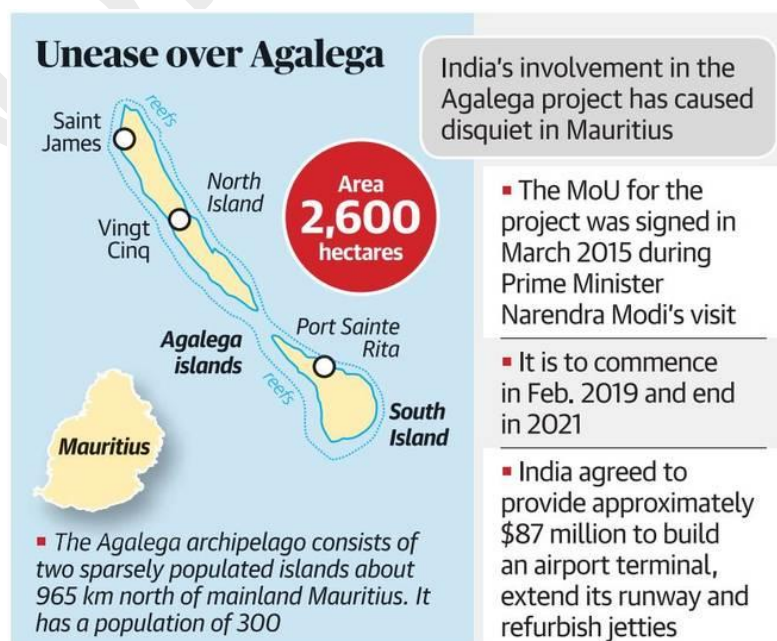 Unease over Agalega
reefs
Saint
James
North
Island
Vingt
Cinq
Area
2,600
hectares
Agalega
islands
Port Sainte
Rita
reefs
South
Island
Mauritius
▪ The Agalega archipelago consists of
two sparsely populated islands about
965 km north of mainland Mauritius. It
has a population of 300
India's involvement in the
Agalega project has caused
disquiet in Mauritius
▪ The MoU for the
project was signed in
March 2015 during
Prime Minister
Narendra Modi's visit
▪ It is to commence
in Feb. 2019 and end
in 2021
▪ India agreed to
provide approximately
$87 million to build
an airport terminal,
extend its runway and
refurbish jetties